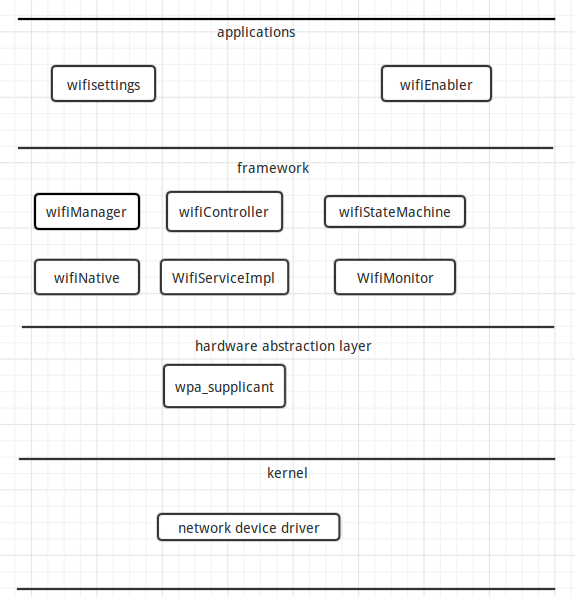 applications
wifisettings
wifiEnabler
framework
wifiManager
wifiController
wifiStateMachine
wifiNative
WifiServiceImpl
WifiMonitor
hardware abstraction layer
wpa_supplicant
kernel
network device driver